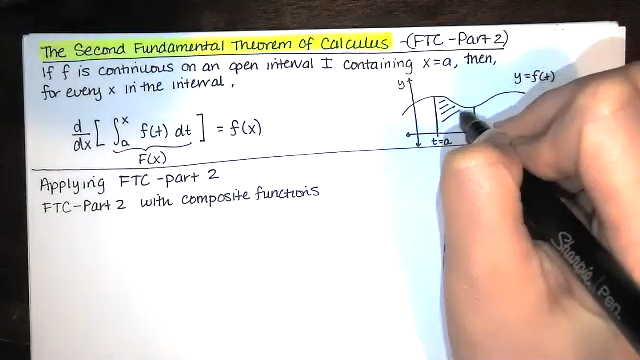 The Second Fundamental Theorem of Calculus - (FTC - Part 2)
If f is continuous on an open interval I containing x=a, then,
for every x in the interval,
y
y=f(t)
d/dx [ ∫_a^x f(t) dt ] = f(x)
F(x)
t=a
Applying FTC - part 2
FTC - Part 2 with composite functions
Sharpie Pen.